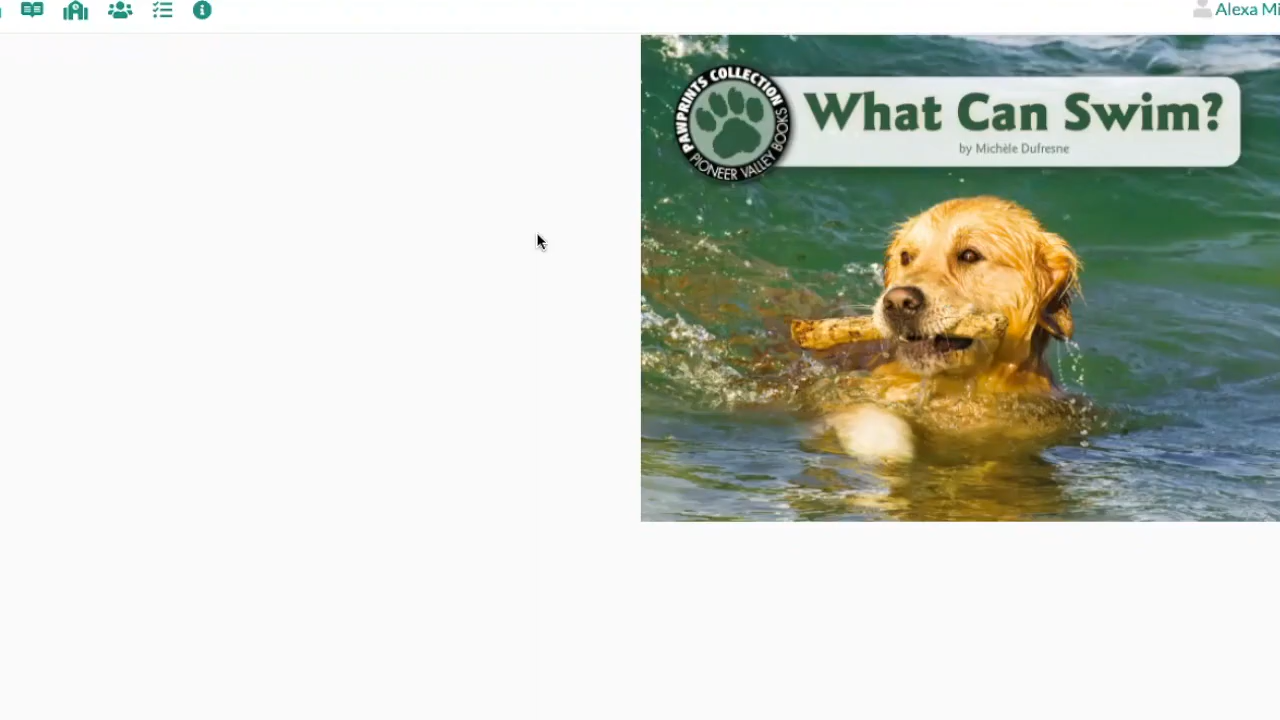 Alexa Mi
PAWPRINTS COLLECTION
PIONEER VALLEY BOOKS
What Can Swim?
by Michèle Dufresne